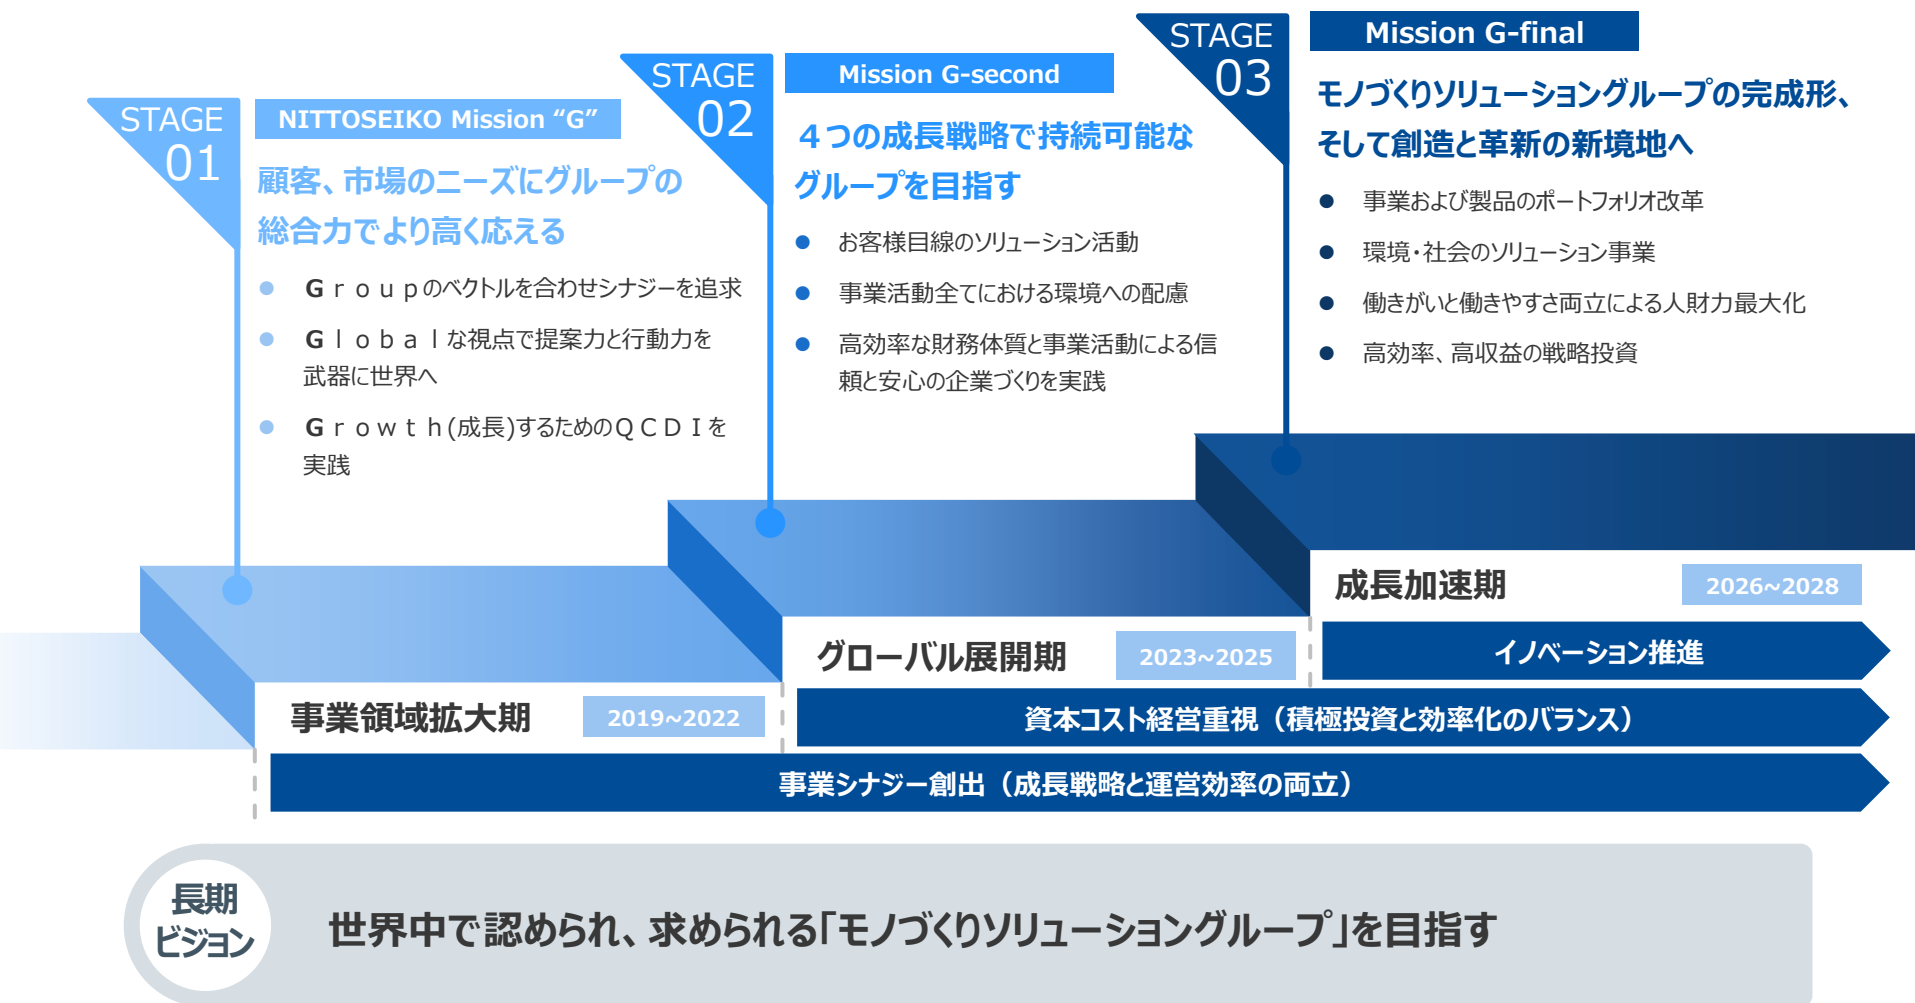 STAGE
01
NITTOSEIKO Mission “G”
顧客、市場のニーズにグループの
総合力でより高く応える
● Ｇｒｏｕｐのベクトルを合わせシナジーを追求
● Ｇｌｏｂａｌな視点で提案力と行動力を
武器に世界へ
● Ｇｒｏｗｔｈ(成長)するためのＱＣＤＩを
実践
STAGE
02
Mission G-second
４つの成長戦略で持続可能な
グループを目指す
● お客様目線のソリューション活動
● 事業活動全てにおける環境への配慮
● 高効率な財務体質と事業活動による信
頼と安心の企業づくりを実践
STAGE
03
Mission G-final
モノづくりソリューショングループの完成形、
そして創造と革新の新境地へ
● 事業および製品のポートフォリオ改革
● 環境・社会のソリューション事業
● 働きがいと働きやすさ両立による人財力最大化
● 高効率、高収益の戦略投資
成長加速期 2026~2028
イノベーション推進
グローバル展開期 2023~2025
資本コスト経営重視（積極投資と効率化のバランス）
事業領域拡大期 2019~2022
事業シナジー創出（成長戦略と運営効率の両立）
長期
ビジョン
世界中で認められ、求められる「モノづくりソリューショングループ」を目指す